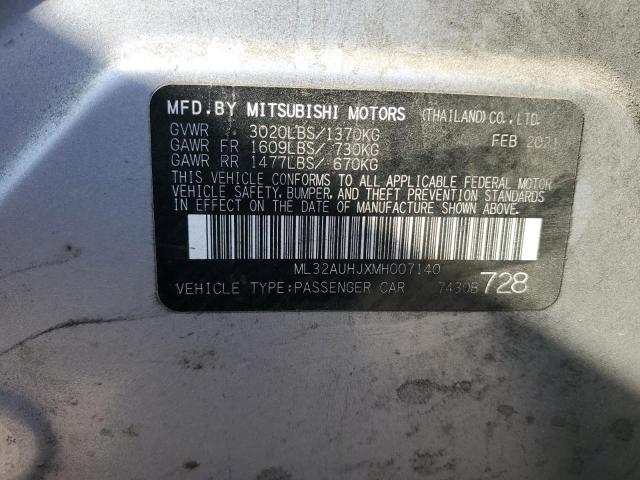 MFD.BY MITSUBISHI MOTORS (THAILAND)CO.,LTD.
GVWR : 3020LBS/1370KG FEB 2021
GAWR FR 1609LBS/ 730KG
GAWR RR 1477LBS/ 670KG
THIS VEHICLE CONFORMS TO ALL APPLICABLE FEDERAL MOTOR
VEHICLE SAFETY, BUMPER, AND THEFT PREVENTION STANDARDS
IN EFFECT ON THE DATE OF MANUFACTURE SHOWN ABOVE.
ML32AUHJXMH007140
VEHICLE TYPE:PASSENGER CAR 7430B 728